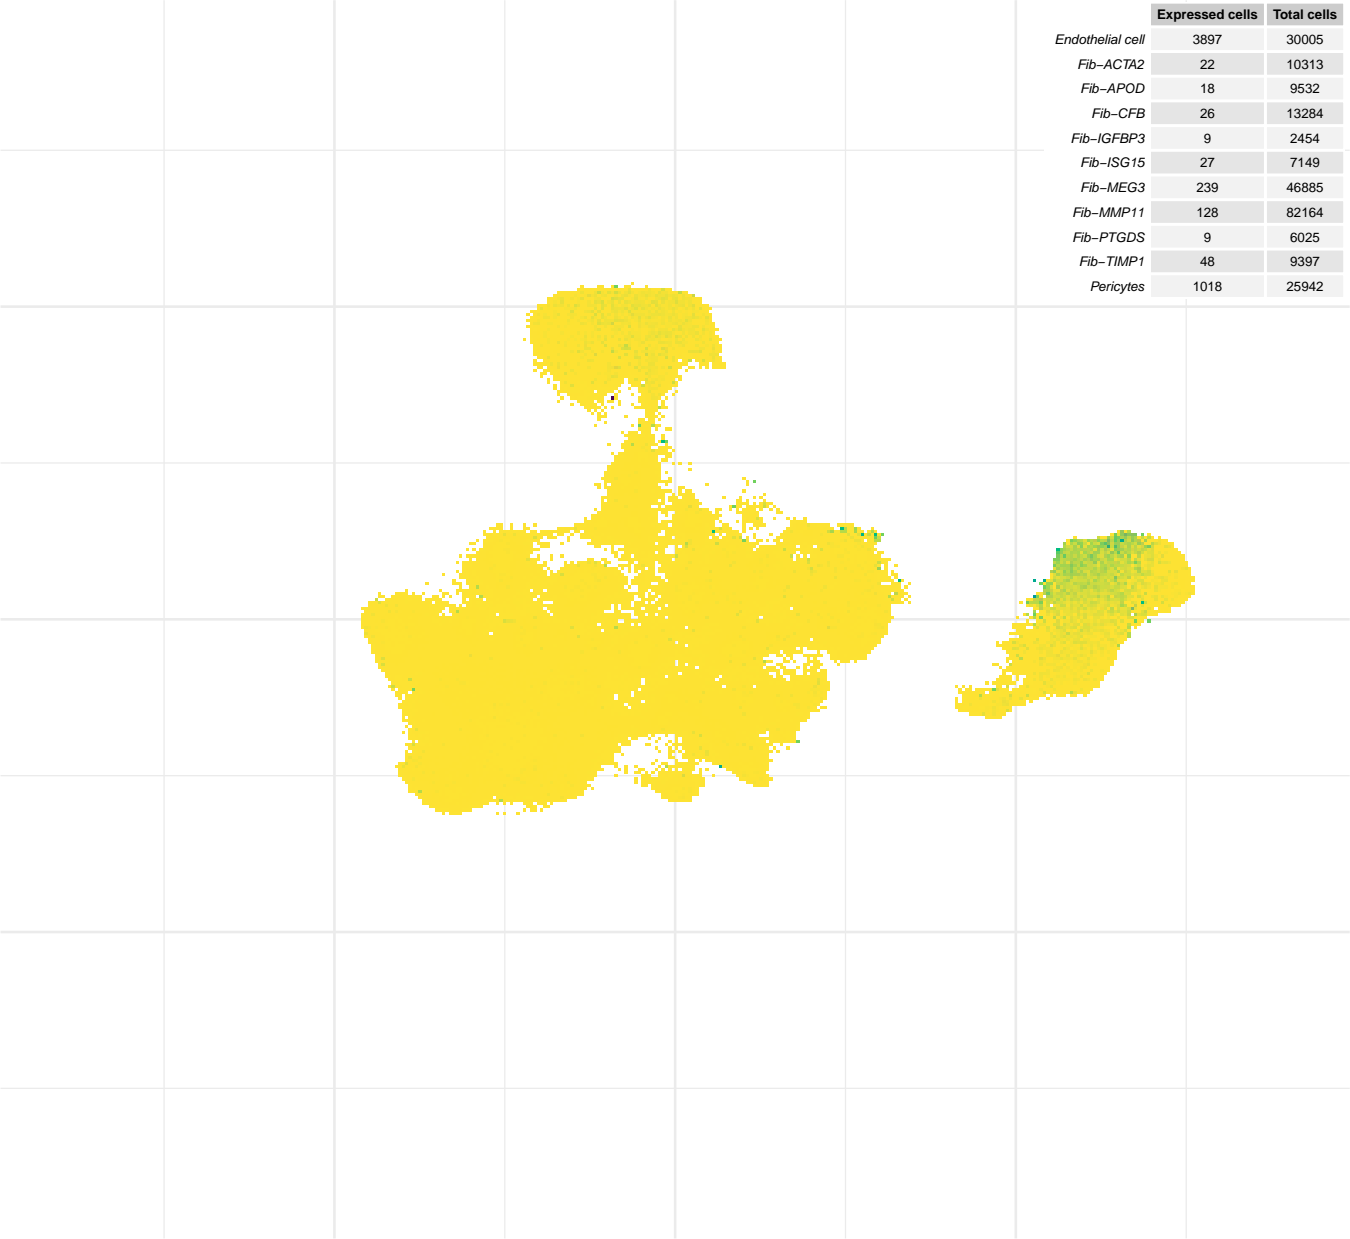 Expressed cells Total cells
Endothelial cell 3897 30005
Fib−ACTA2 22 10313
Fib−APOD 18 9532
Fib−CFB 26 13284
Fib−IGFBP3 9 2454
Fib−ISG15 27 7149
Fib−MEG3 239 46885
Fib−MMP11 128 82164
Fib−PTGDS 9 6025
Fib−TIMP1 48 9397
Pericytes 1018 25942